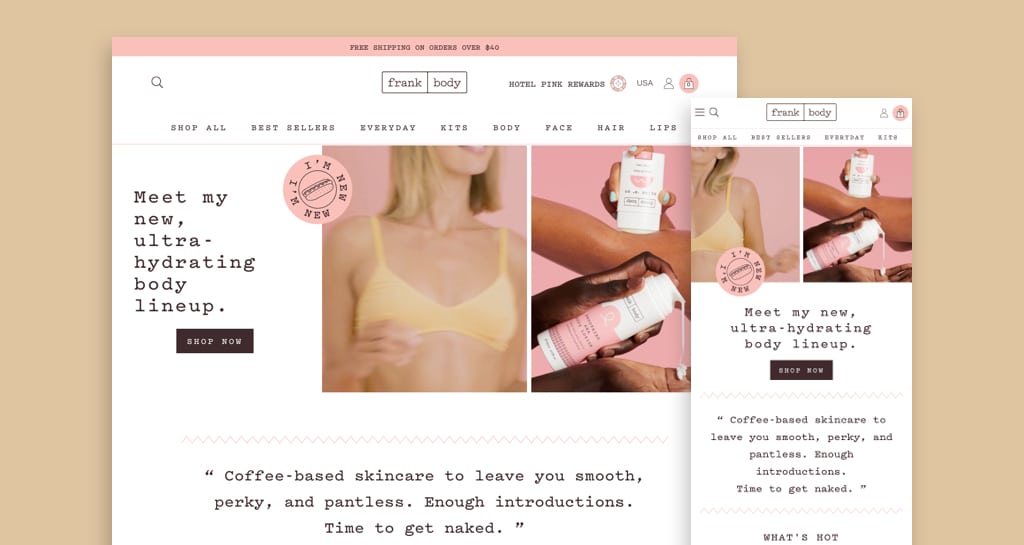 FREE SHIPPING ON ORDERS OVER $40
frank body
HOTEL PINK REWARDS
USA
0
SHOP ALL BEST SELLERS EVERYDAY KITS BODY FACE HAIR LIPS
I'M NEW
I'M NEW
Meet my
new,
ultra-
hydrating
body
lineup.
SHOP NOW
“ Coffee-based skincare to leave you smooth,
perky, and pantless. Enough introductions.
Time to get naked. ”
frank body
SHOP ALL BEST SELLERS EVERYDAY KITS
I'M NEW
I'M NEW
Meet my new,
ultra-hydrating
body lineup.
SHOP NOW
“ Coffee-based skincare to
leave you smooth, perky, and
pantless. Enough
introductions.
Time to get naked. ”
WHAT'S HOT